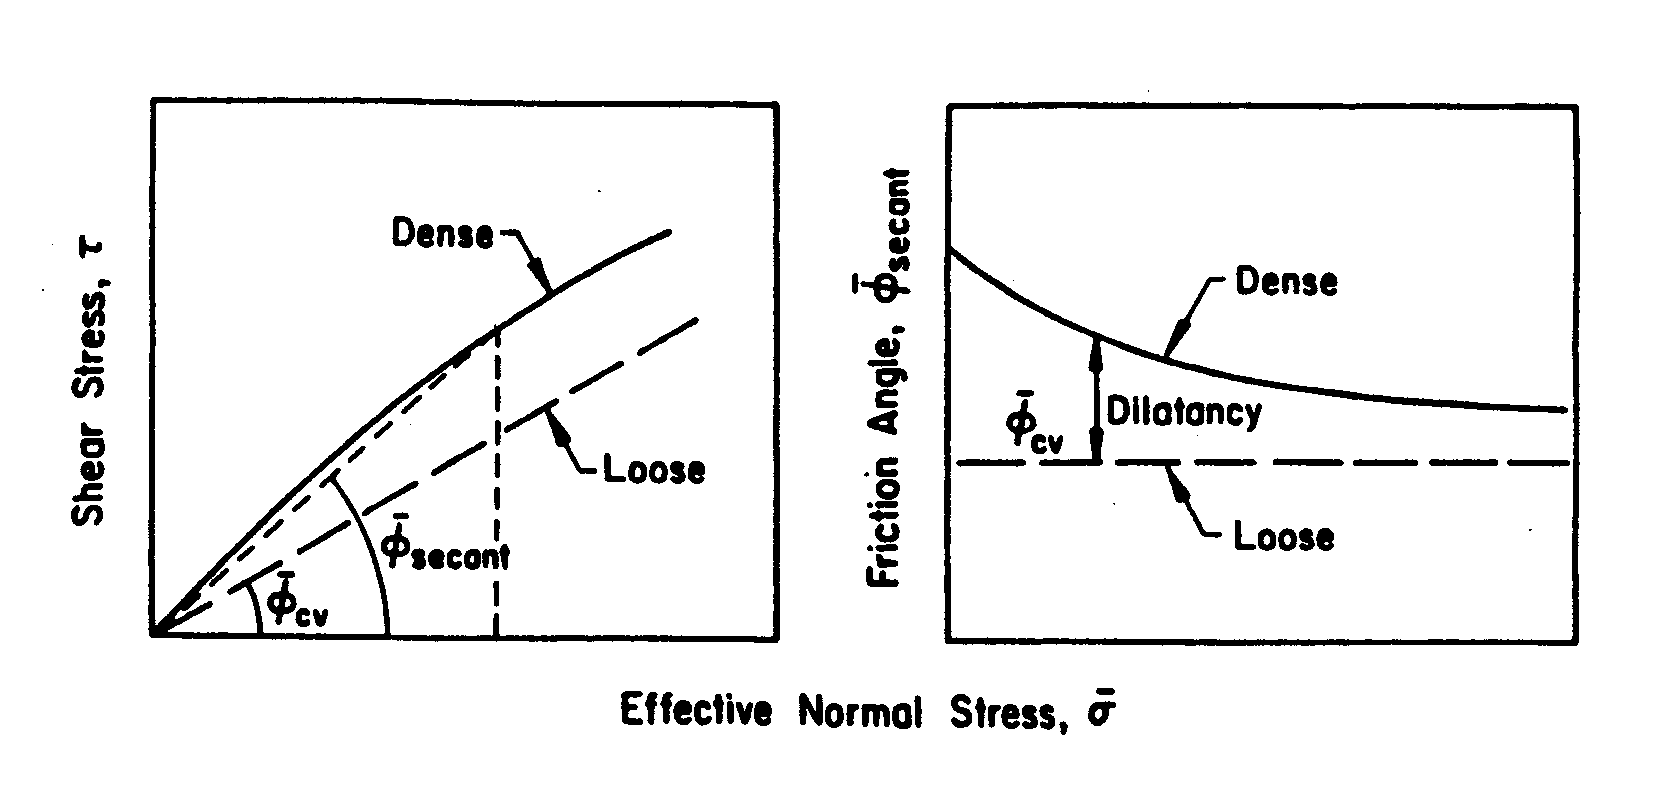 Shear Stress, τ
Dense
Loose
φ̄secant
φ̄cv
Friction Angle, φ̄secant
Dense
φ̄cv
Dilatancy
Loose
Effective Normal Stress, σ̄